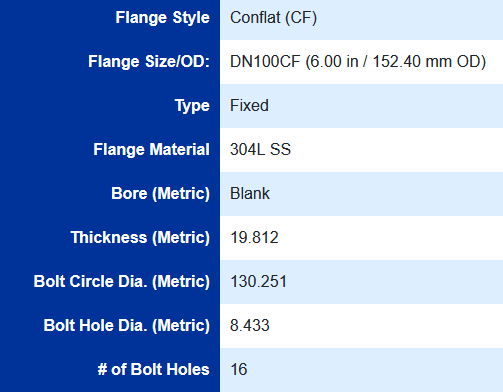 Flange Style Conflat (CF)
Flange Size/OD: DN100CF (6.00 in / 152.40 mm OD)
Type Fixed
Flange Material 304L SS
Bore (Metric) Blank
Thickness (Metric) 19.812
Bolt Circle Dia. (Metric) 130.251
Bolt Hole Dia. (Metric) 8.433
# of Bolt Holes 16